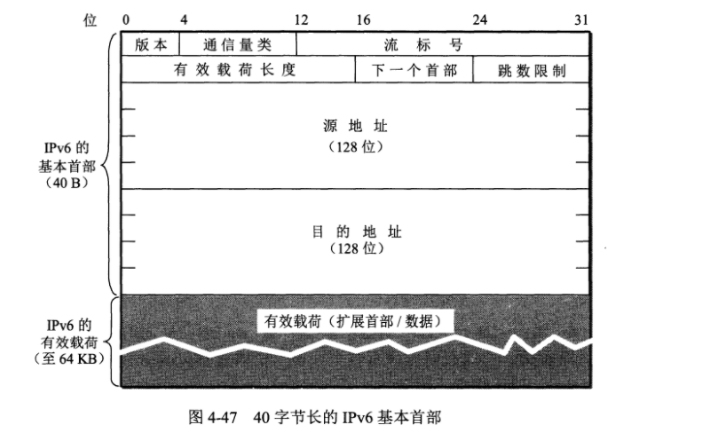 位 0 4 12 16 24 31
版本 通信量类 流标号
有效载荷长度 下一个首部 跳数限制
源地址
（128 位）
IPv6 的
基本首部
（40 B）
目的地址
（128 位）
有效载荷（扩展首部 / 数据）
IPv6 的
有效载荷
（至 64 KB）
图 4-47 40 字节长的 IPv6 基本首部